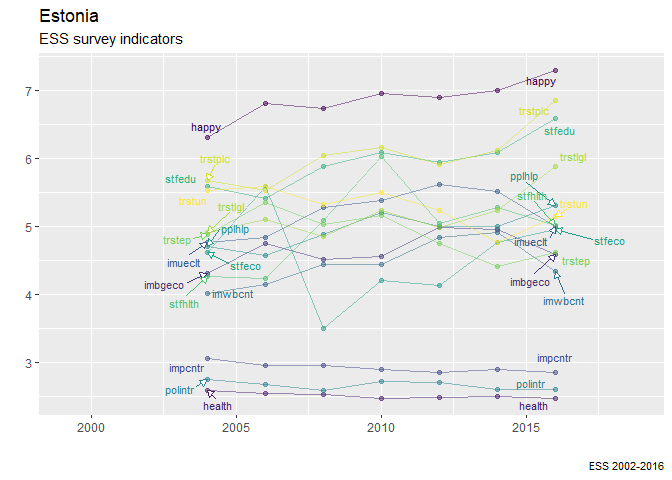 Estonia
ESS survey indicators
7
6
5
4
3
happy
happy
trstplc
trstplc
stfedu
stfedu
trstlgl
trstun
trstlgl
pplhlp
stfhlth
trstun
pplhlp
trstep
imueclt
stfeco
imueclt
stfeco
trstep
imbgeco
imbgeco
imwbcnt
imwbcnt
stfhlth
impcntr
impcntr
polintr
polintr
health
health
2000
2005
2010
2015
ESS 2002-2016